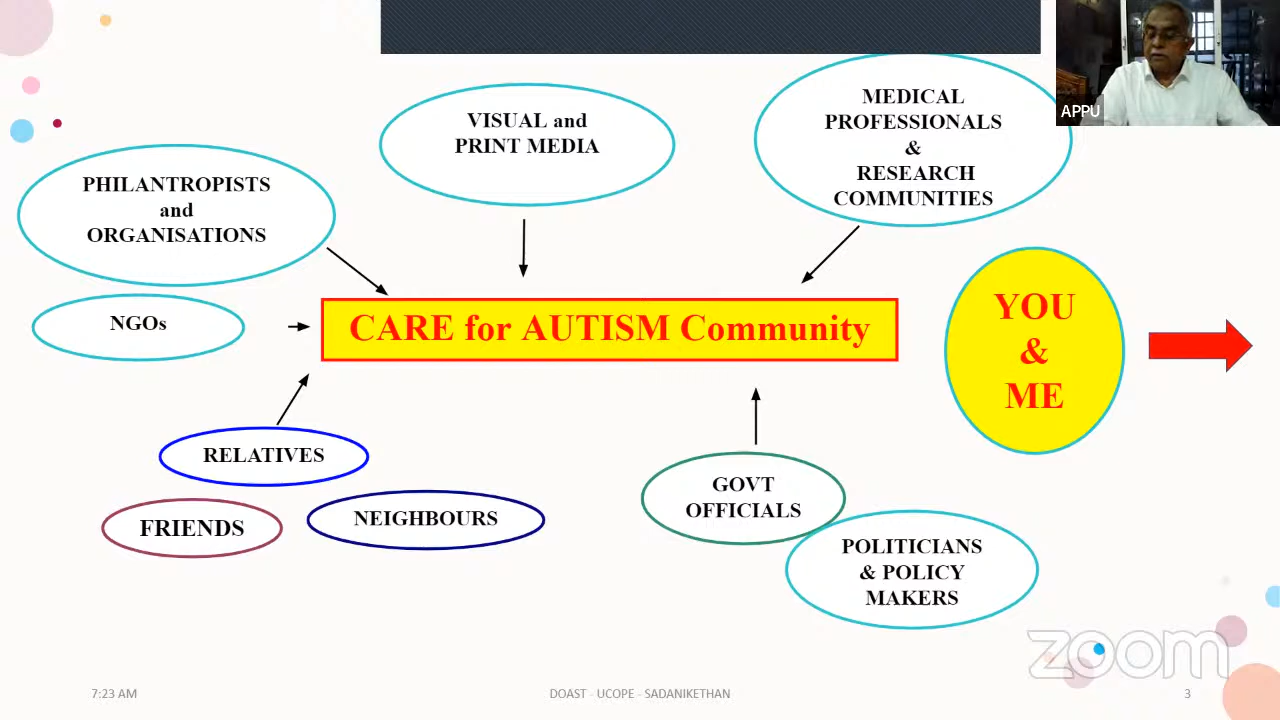 VISUAL and
PRINT MEDIA
MEDICAL
PROFESSIONALS
&
RESEARCH
COMMUNITIES
APPU
PHILANTROPISTS
and
ORGANISATIONS
NGOs
CARE for AUTISM Community
YOU
&
ME
RELATIVES
FRIENDS
NEIGHBOURS
GOVT
OFFICIALS
POLITICIANS
& POLICY
MAKERS
zoom
7:23 AM
DOAST - UCOPE - SADANIKETHAN
3